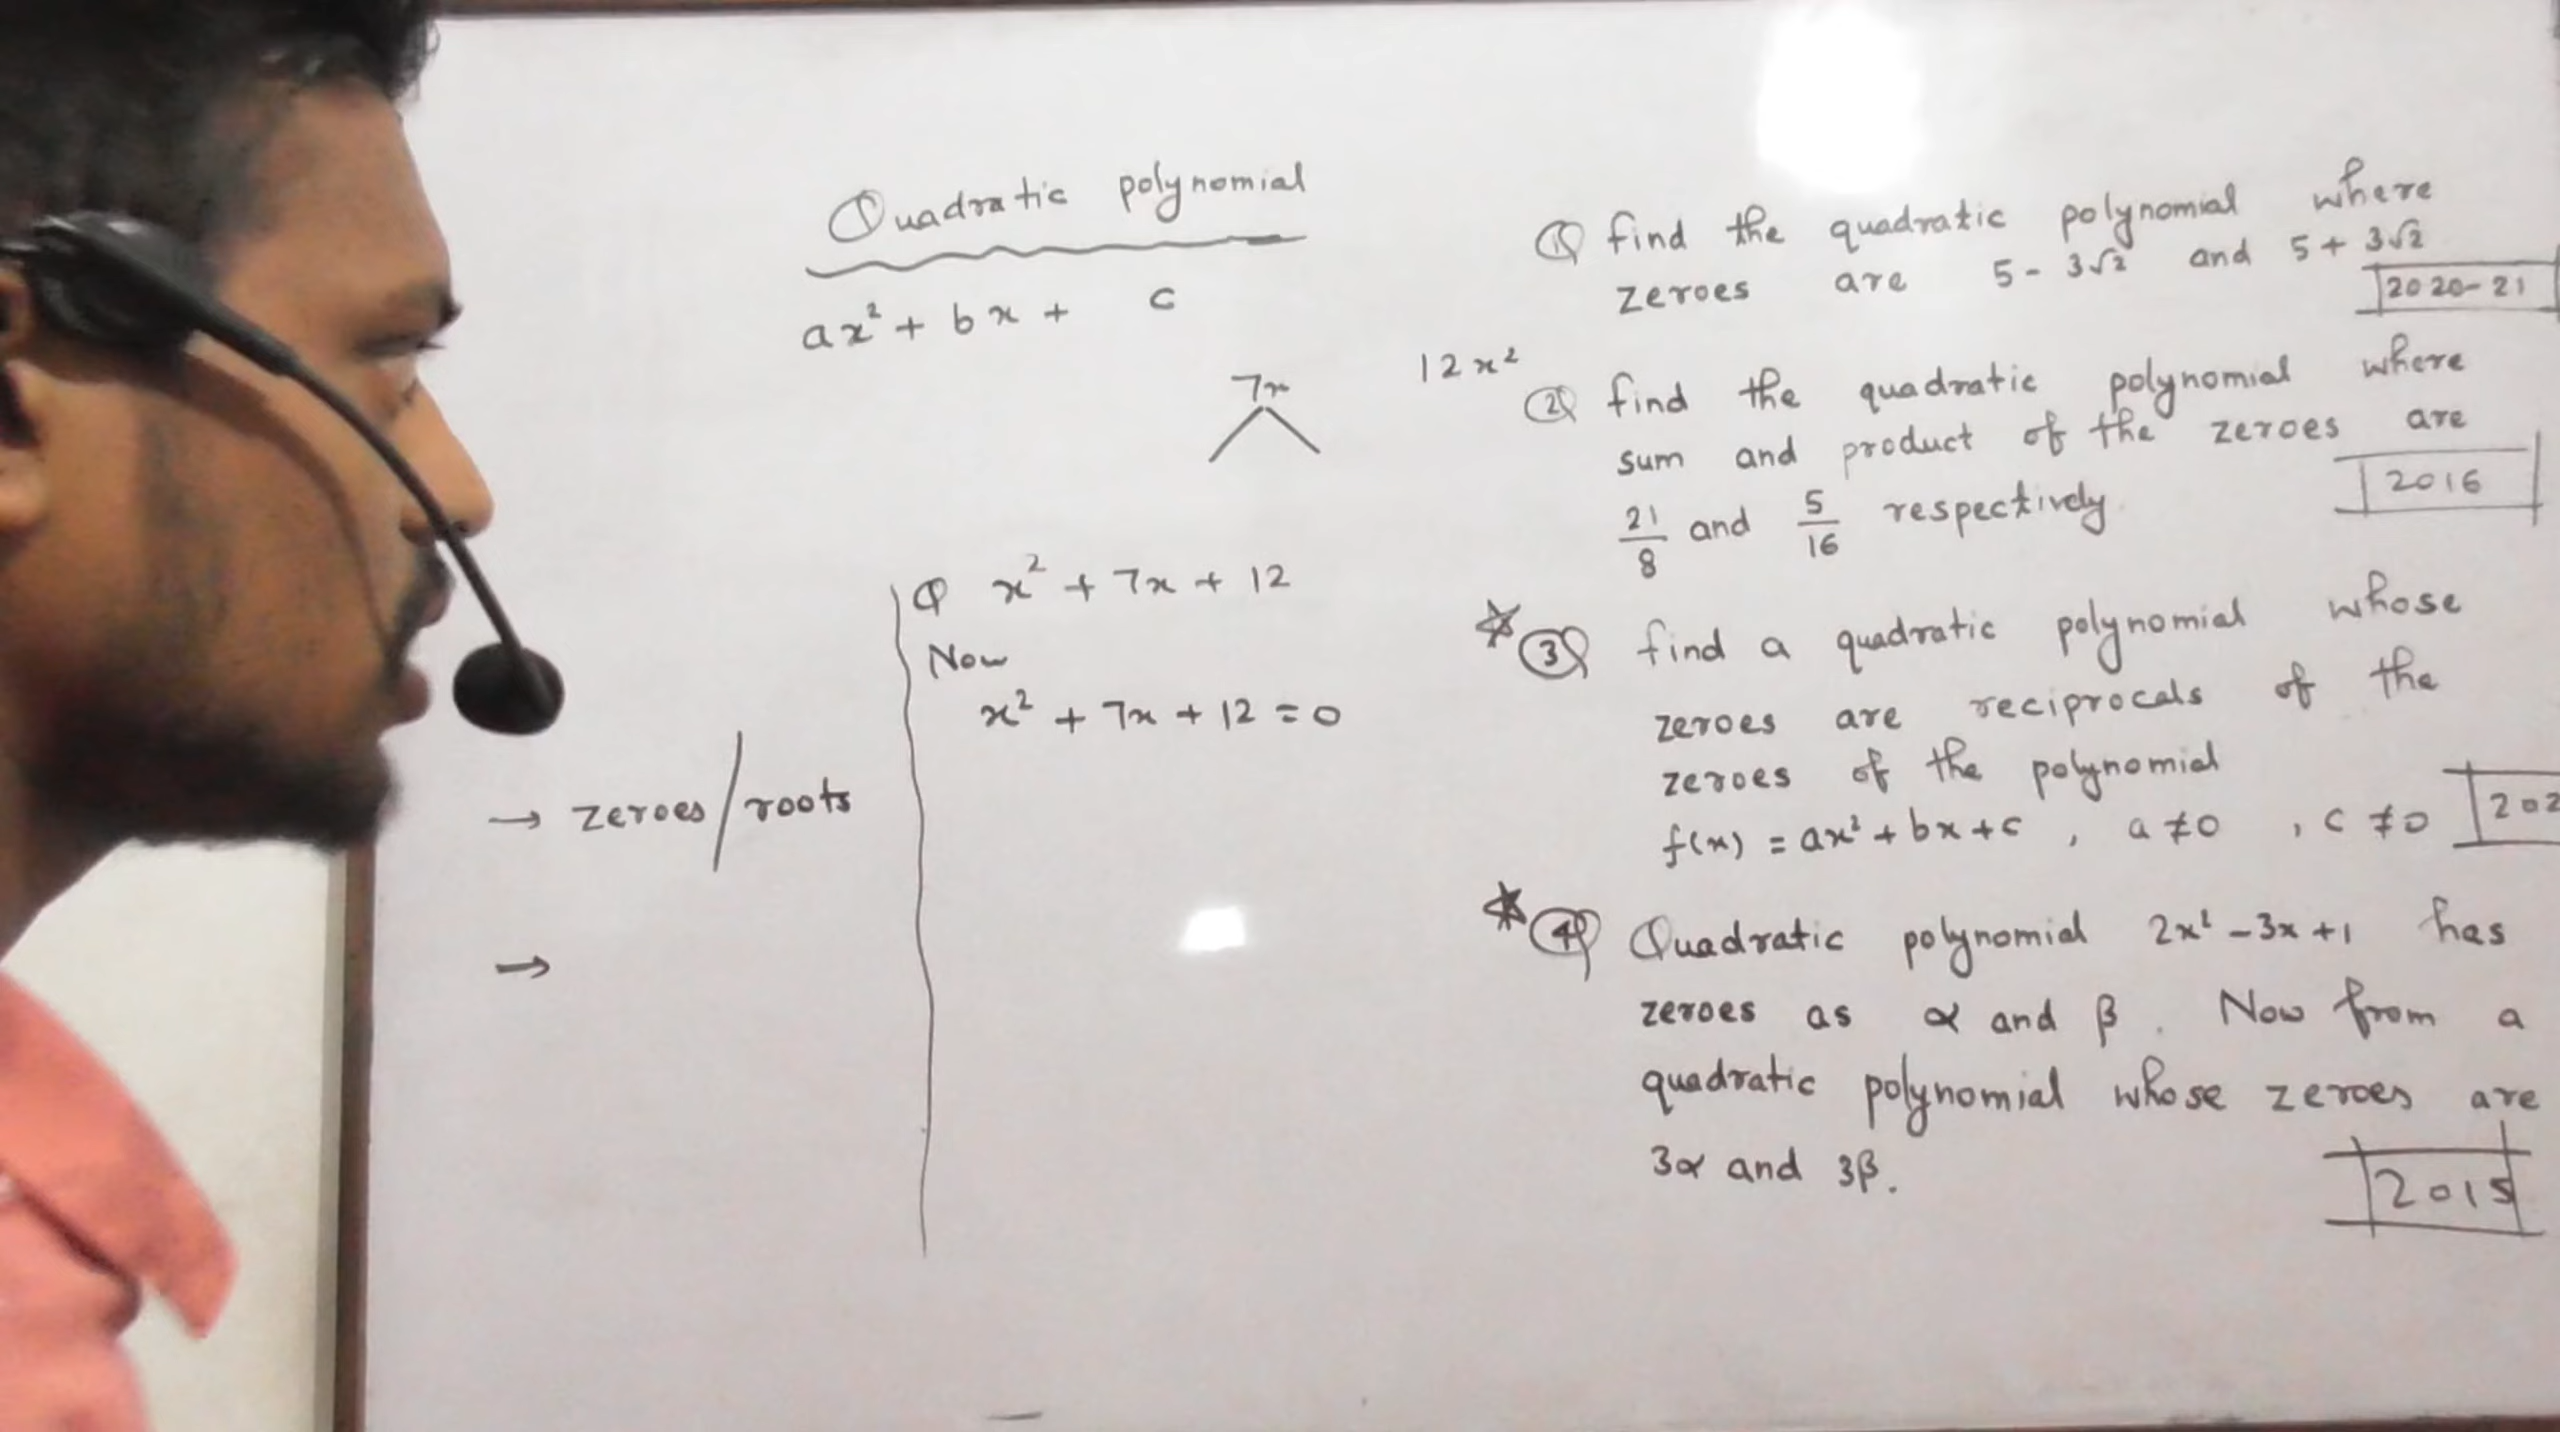 Quadratic polynomial
ax² + bx + c
7x
12x²
Q x² + 7x + 12
Now
x² + 7x + 12 = 0
→ zeroes / roots
→
Q1 find the quadratic polynomial where
zeroes are 5 - 3√2 and 5 + 3√2
2020-21
Q2 find the quadratic polynomial where
sum and product of the zeroes are
2016
21/8 and 5/16 respectively
☆ Q3 find a quadratic polynomial whose
zeroes are reciprocals of the
zeroes of the polynomial
f(x) = ax² + bx + c , a ≠ 0 , c ≠ 0
☆ Q4 Quadratic polynomial 2x² - 3x + 1 has
zeroes as α and β. Now from a
quadratic polynomial whose zeroes are
3α and 3β.
2015